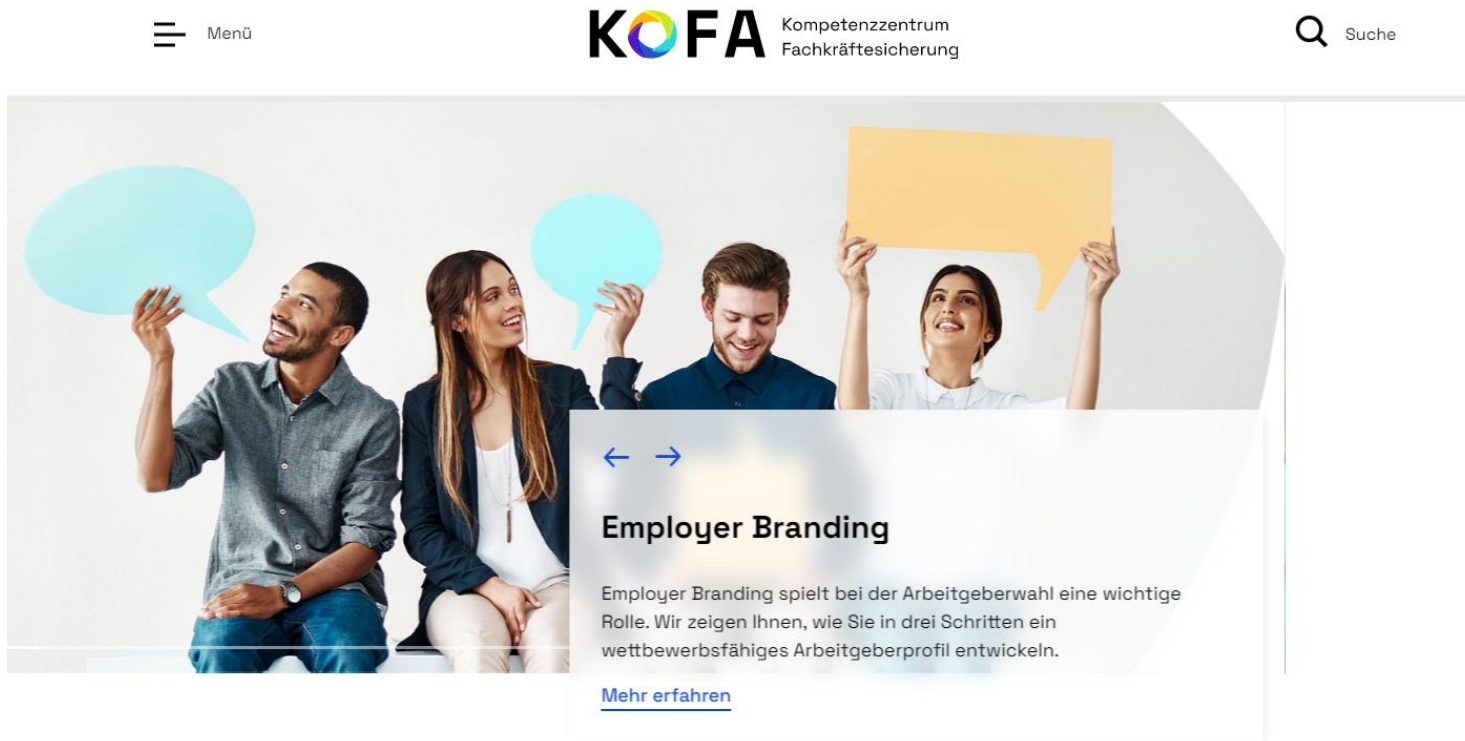 Menü
KOFA
Kompetenzzentrum
Fachkräftesicherung
Suche
Employer Branding
Employer Branding spielt bei der Arbeitgeberwahl eine wichtige
Rolle. Wir zeigen Ihnen, wie Sie in drei Schritten ein
wettbewerbsfähiges Arbeitgeberprofil entwickeln.
Mehr erfahren